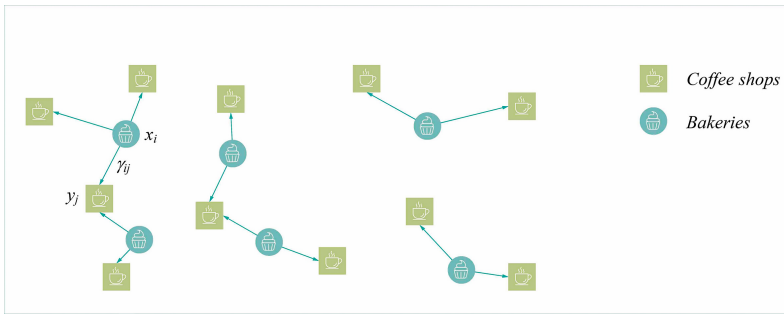 Coffee shops
Bakeries
xᵢ
γᵢⱼ
yⱼ